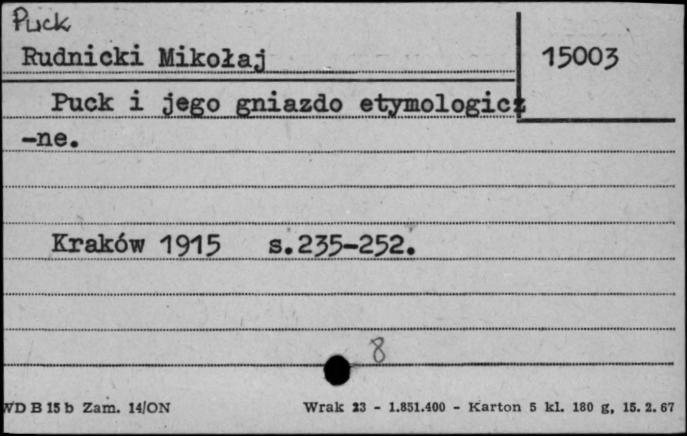 Puck
Rudnicki Mikołaj
15003
Puck i jego gniazdo etymologicz
-ne.
Kraków 1915 s.235-252.
8
WD B 15 b Zam. 14/ON
Wrak 23 - 1.851.400 - Karton 5 kl. 180 g, 15. 2. 67